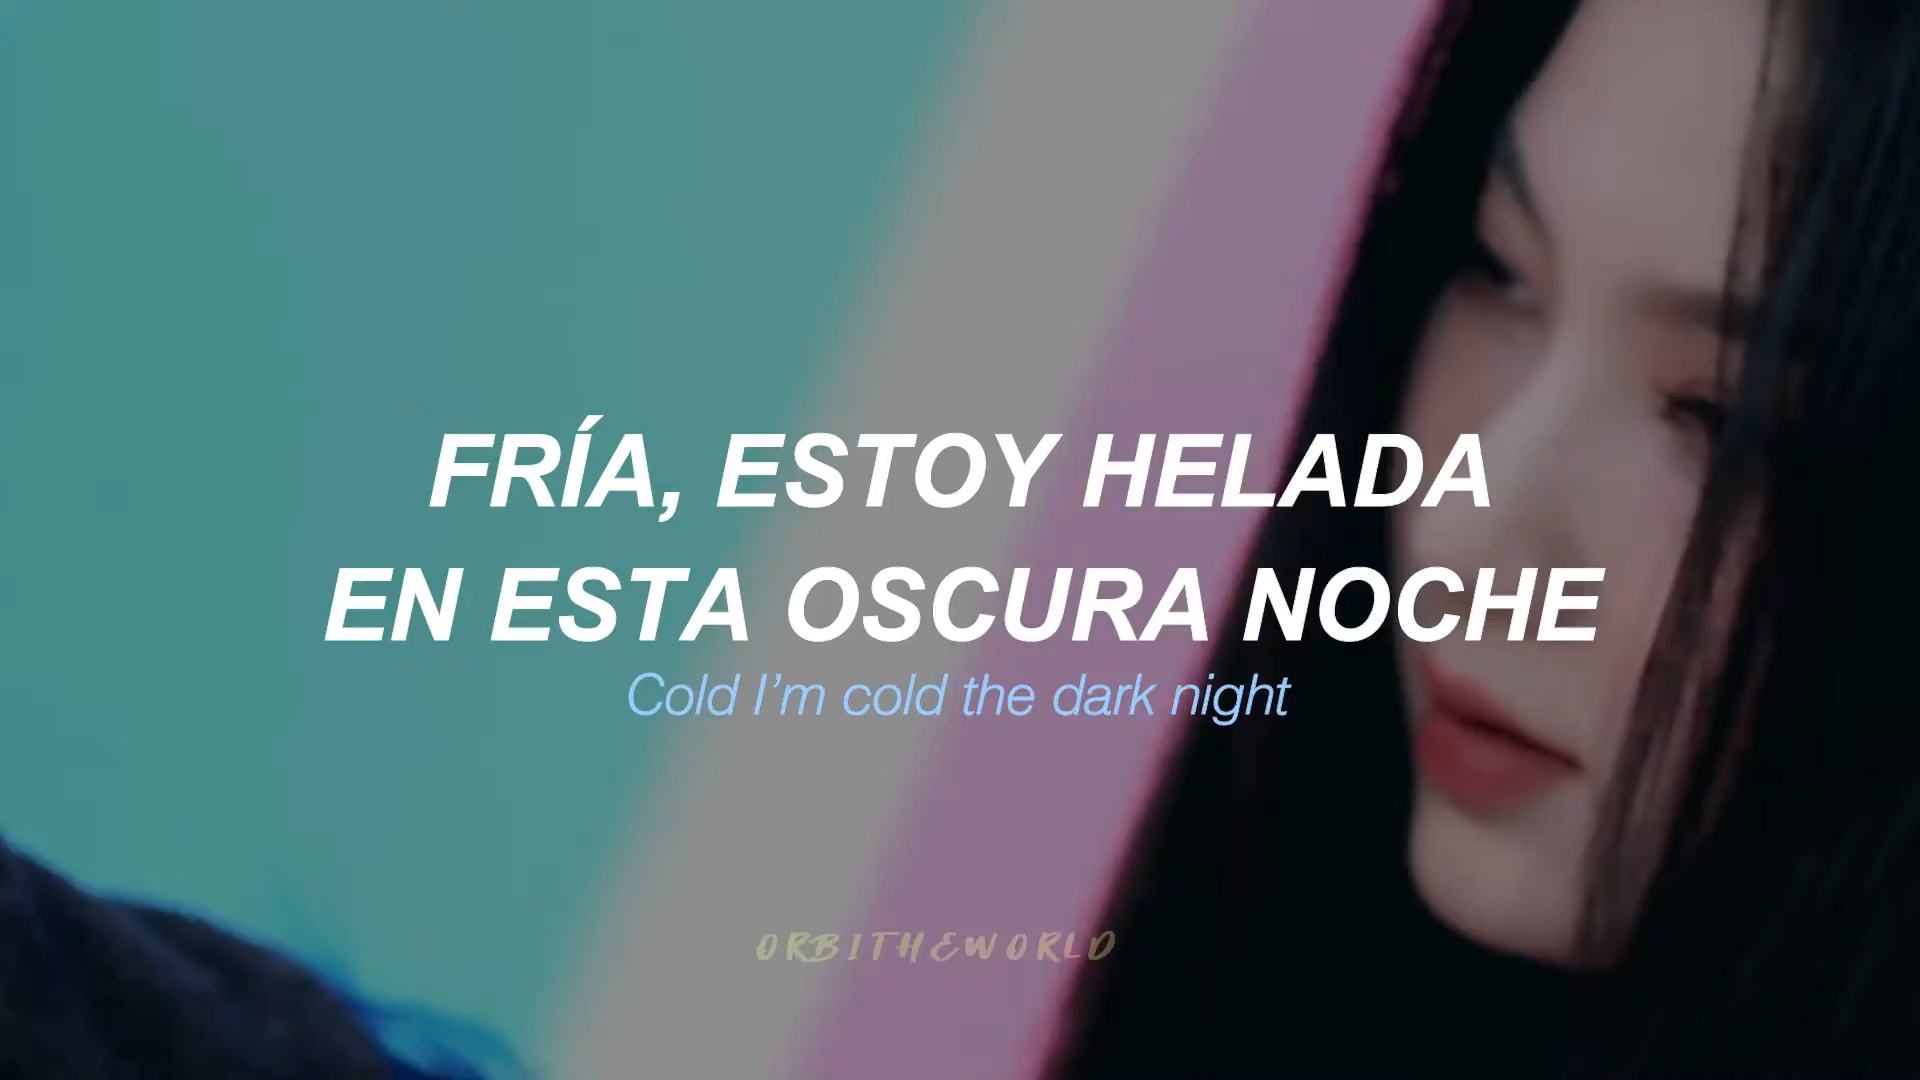 FRÍA, ESTOY HELADA
EN ESTA OSCURA NOCHE
Cold I’m cold the dark night
ORBITHEWORLD